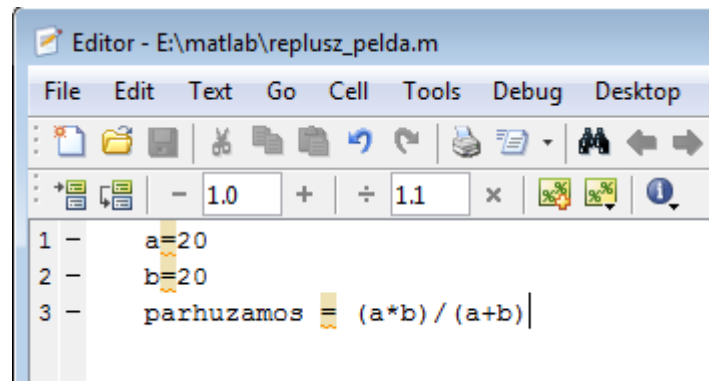 Editor - E:\matlab\replusz_pelda.m
File Edit Text Go Cell Tools Debug Desktop
- 1.0 + ÷ 1.1 ×
1 - a=20
2 - b=20
3 - parhuzamos = (a*b)/(a+b)